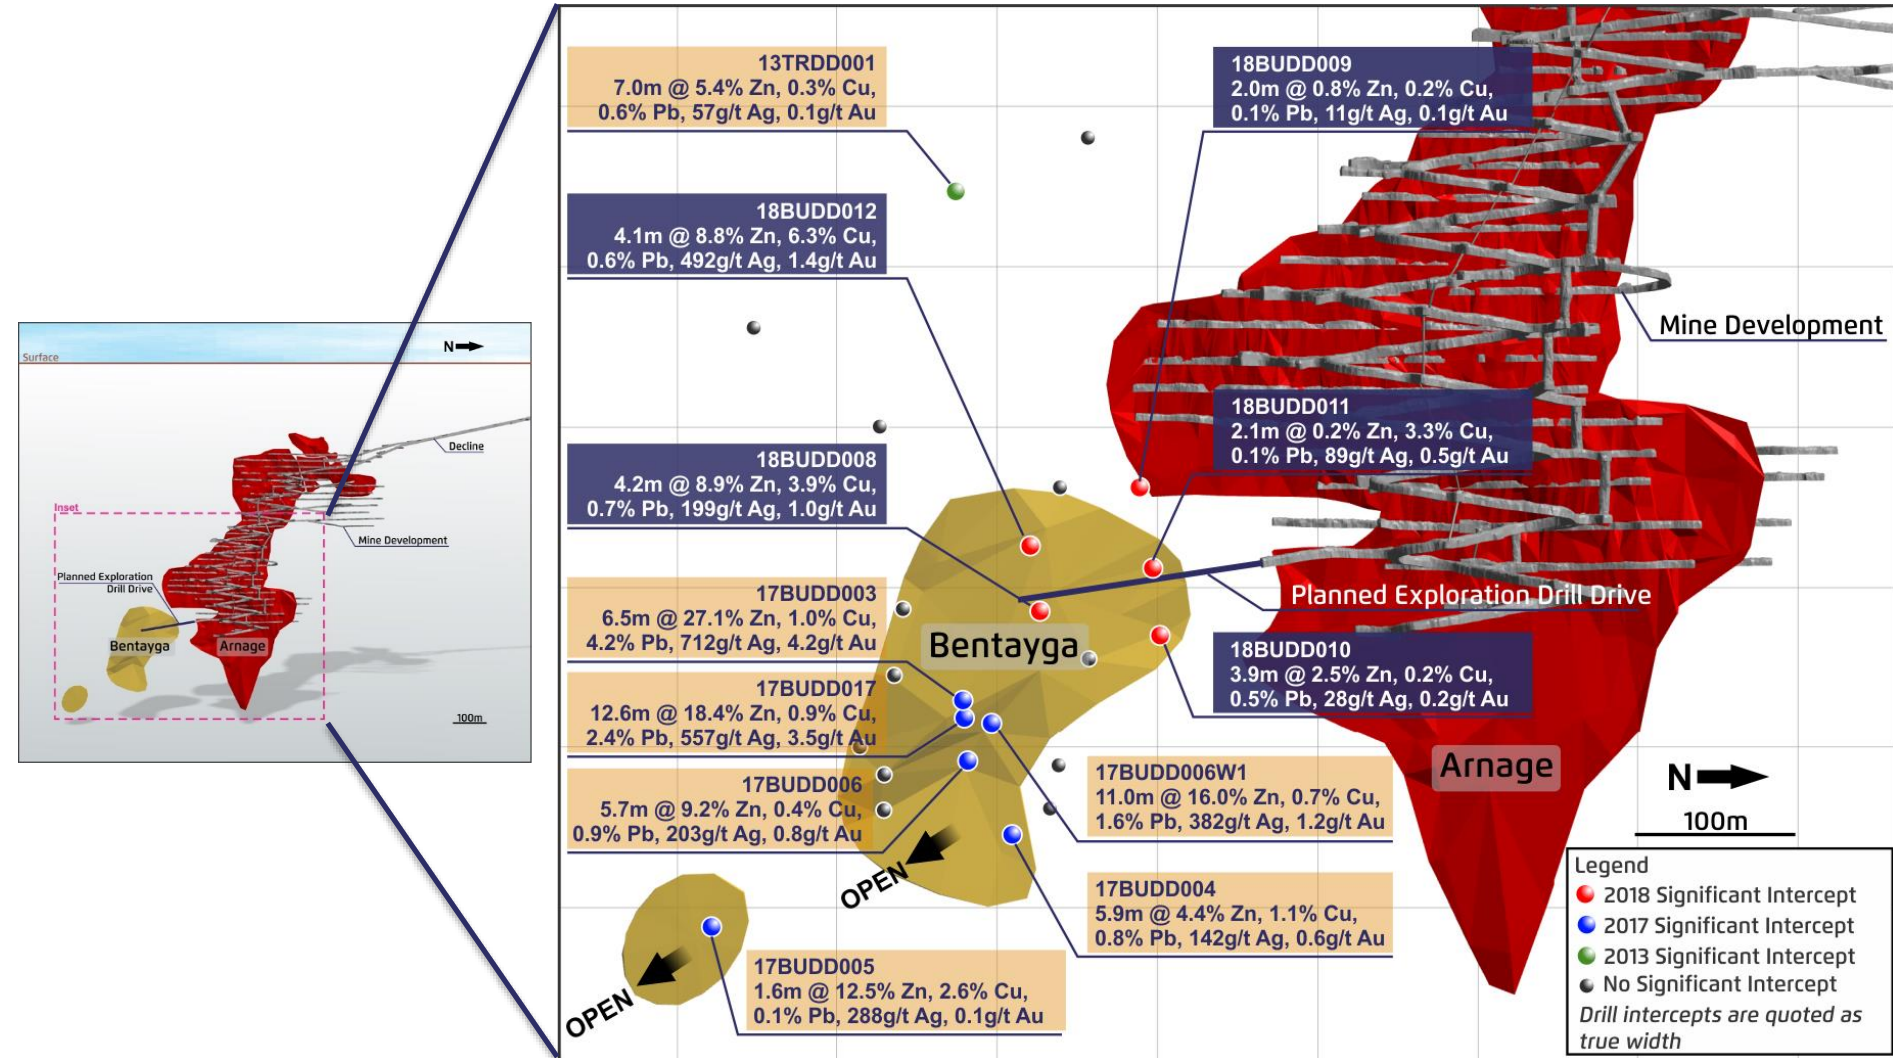 Surface
N
Decline
Inset
Mine Development
Planned Exploration
Drill Drive
Bentayga
Arnage
100m
13TRDD001
7.0m @ 5.4% Zn, 0.3% Cu,
0.6% Pb, 57g/t Ag, 0.1g/t Au
18BUDD009
2.0m @ 0.8% Zn, 0.2% Cu,
0.1% Pb, 11g/t Ag, 0.1g/t Au
18BUDD012
4.1m @ 8.8% Zn, 6.3% Cu,
0.6% Pb, 492g/t Ag, 1.4g/t Au
Mine Development
18BUDD011
2.1m @ 0.2% Zn, 3.3% Cu,
0.1% Pb, 89g/t Ag, 0.5g/t Au
18BUDD008
4.2m @ 8.9% Zn, 3.9% Cu,
0.7% Pb, 199g/t Ag, 1.0g/t Au
17BUDD003
6.5m @ 27.1% Zn, 1.0% Cu,
4.2% Pb, 712g/t Ag, 4.2g/t Au
Planned Exploration Drill Drive
Bentayga
18BUDD010
3.9m @ 2.5% Zn, 0.2% Cu,
0.5% Pb, 28g/t Ag, 0.2g/t Au
17BUDD017
12.6m @ 18.4% Zn, 0.9% Cu,
2.4% Pb, 557g/t Ag, 3.5g/t Au
Arnage
17BUDD006
5.7m @ 9.2% Zn, 0.4% Cu,
0.9% Pb, 203g/t Ag, 0.8g/t Au
17BUDD006W1
11.0m @ 16.0% Zn, 0.7% Cu,
1.6% Pb, 382g/t Ag, 1.2g/t Au
N
100m
OPEN
17BUDD004
5.9m @ 4.4% Zn, 1.1% Cu,
0.8% Pb, 142g/t Ag, 0.6g/t Au
17BUDD005
1.6m @ 12.5% Zn, 2.6% Cu,
0.1% Pb, 288g/t Ag, 0.1g/t Au
OPEN
Legend
2018 Significant Intercept
2017 Significant Intercept
2013 Significant Intercept
No Significant Intercept
Drill intercepts are quoted as
true width